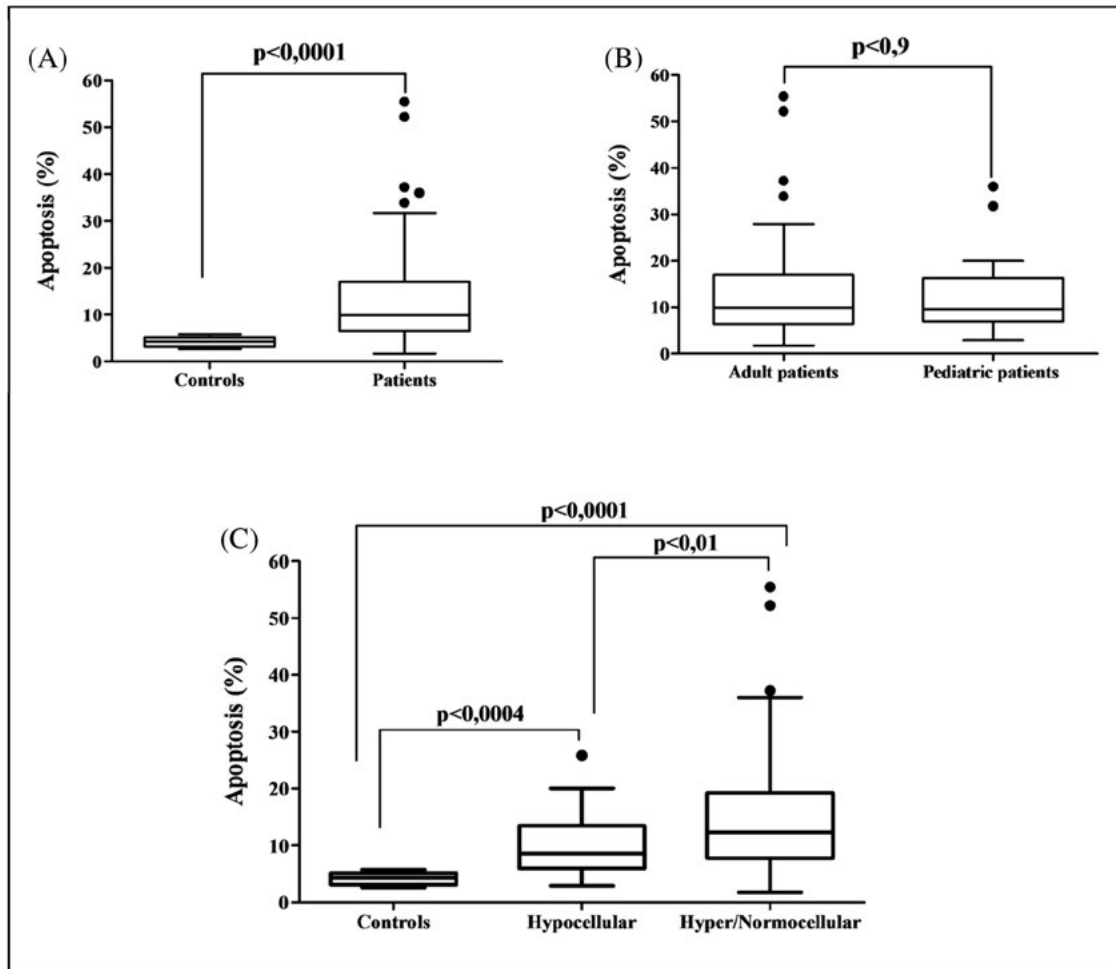 (A)
p<0,0001
60
50
40
30
20
10
0
Apoptosis (%)
Controls Patients
(B)
p<0,9
60
50
40
30
20
10
0
Apoptosis (%)
Adult patients Pediatric patients
(C)
p<0,0001
p<0,01
p<0,0004
60
50
40
30
20
10
0
Apoptosis (%)
Controls Hypocellular Hyper/Normocellular